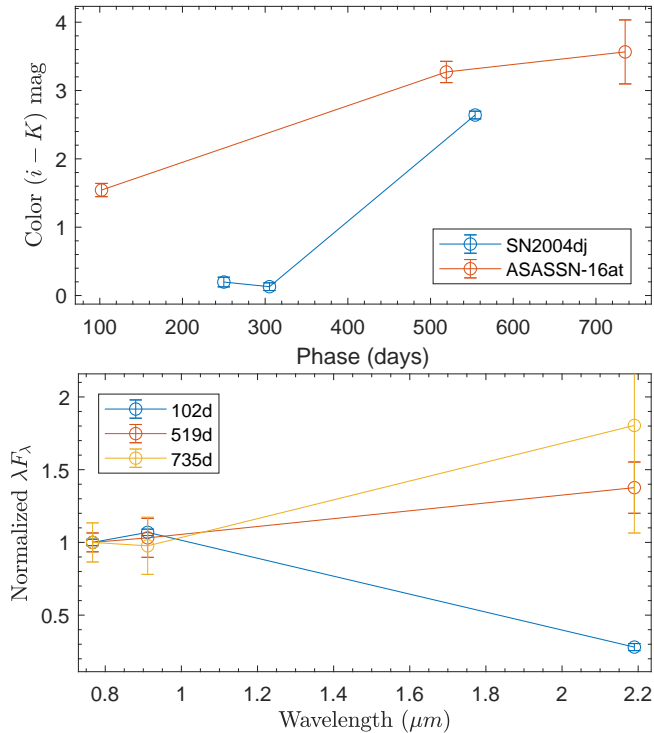 4
3
2
1
0
Color (i − K) mag
SN2004dj
ASASSN-16at
100 200 300 400 500 600 700
Phase (days)
2
1.5
1
0.5
Normalized λF_λ
102d
519d
735d
0.8 1 1.2 1.4 1.6 1.8 2 2.2
Wavelength (μm)